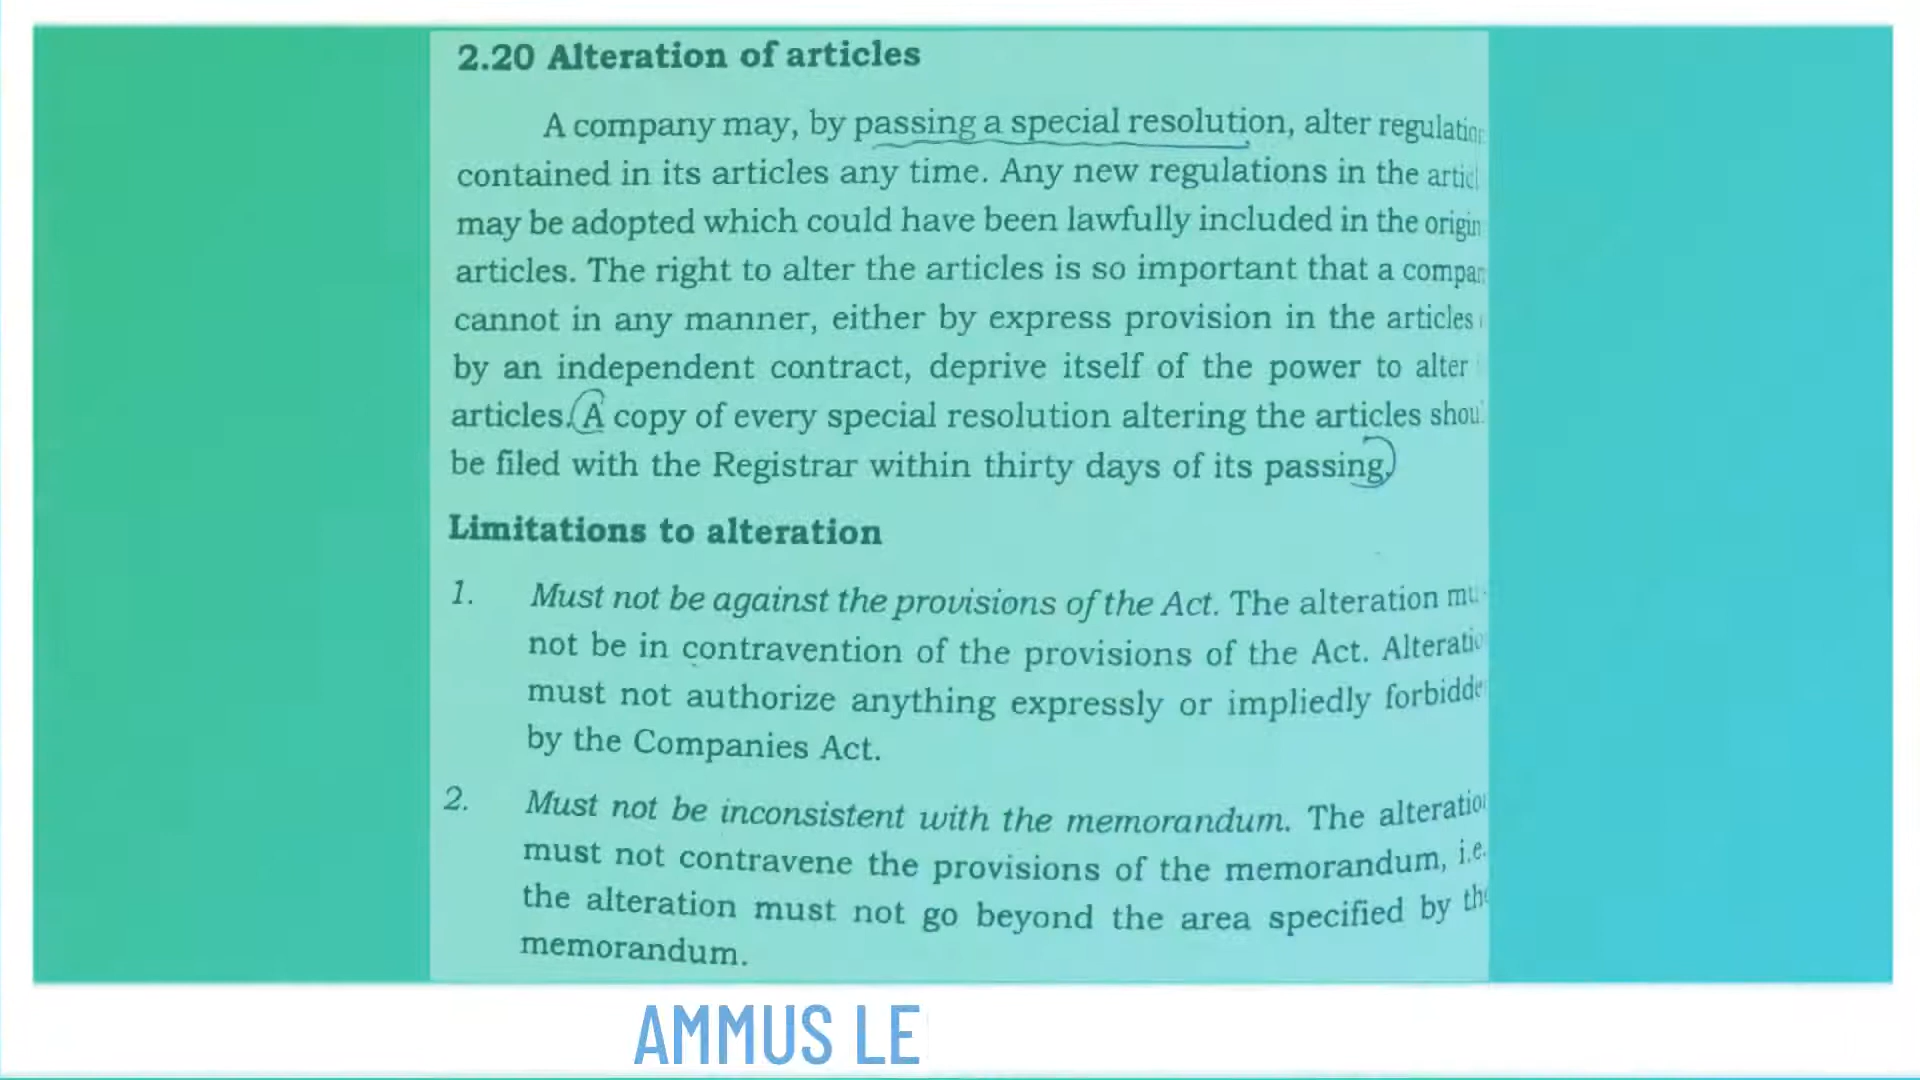 2.20 Alteration of articles
A company may, by passing a special resolution, alter
contained in its articles any time. Any new regulations in the
may be adopted which could have been lawfully included in the
articles. The right to alter the articles is so important that a
cannot in any manner, either by express provision in the articles
by an independent contract, deprive itself of the power to alter
articles. A copy of every special resolution altering the articles
be filed with the Registrar within thirty days of its passing.
Limitations to alteration
1. Must not be against the provisions of the Act. The alteration
not be in contravention of the provisions of the Act.
must not authorize anything expressly or impliedly
by the Companies Act.
2. Must not be inconsistent with the memorandum. The
must not contravene the provisions of the memorandum, i.e.
the alteration must not go beyond the area specified by the
memorandum.
AMMUS LE